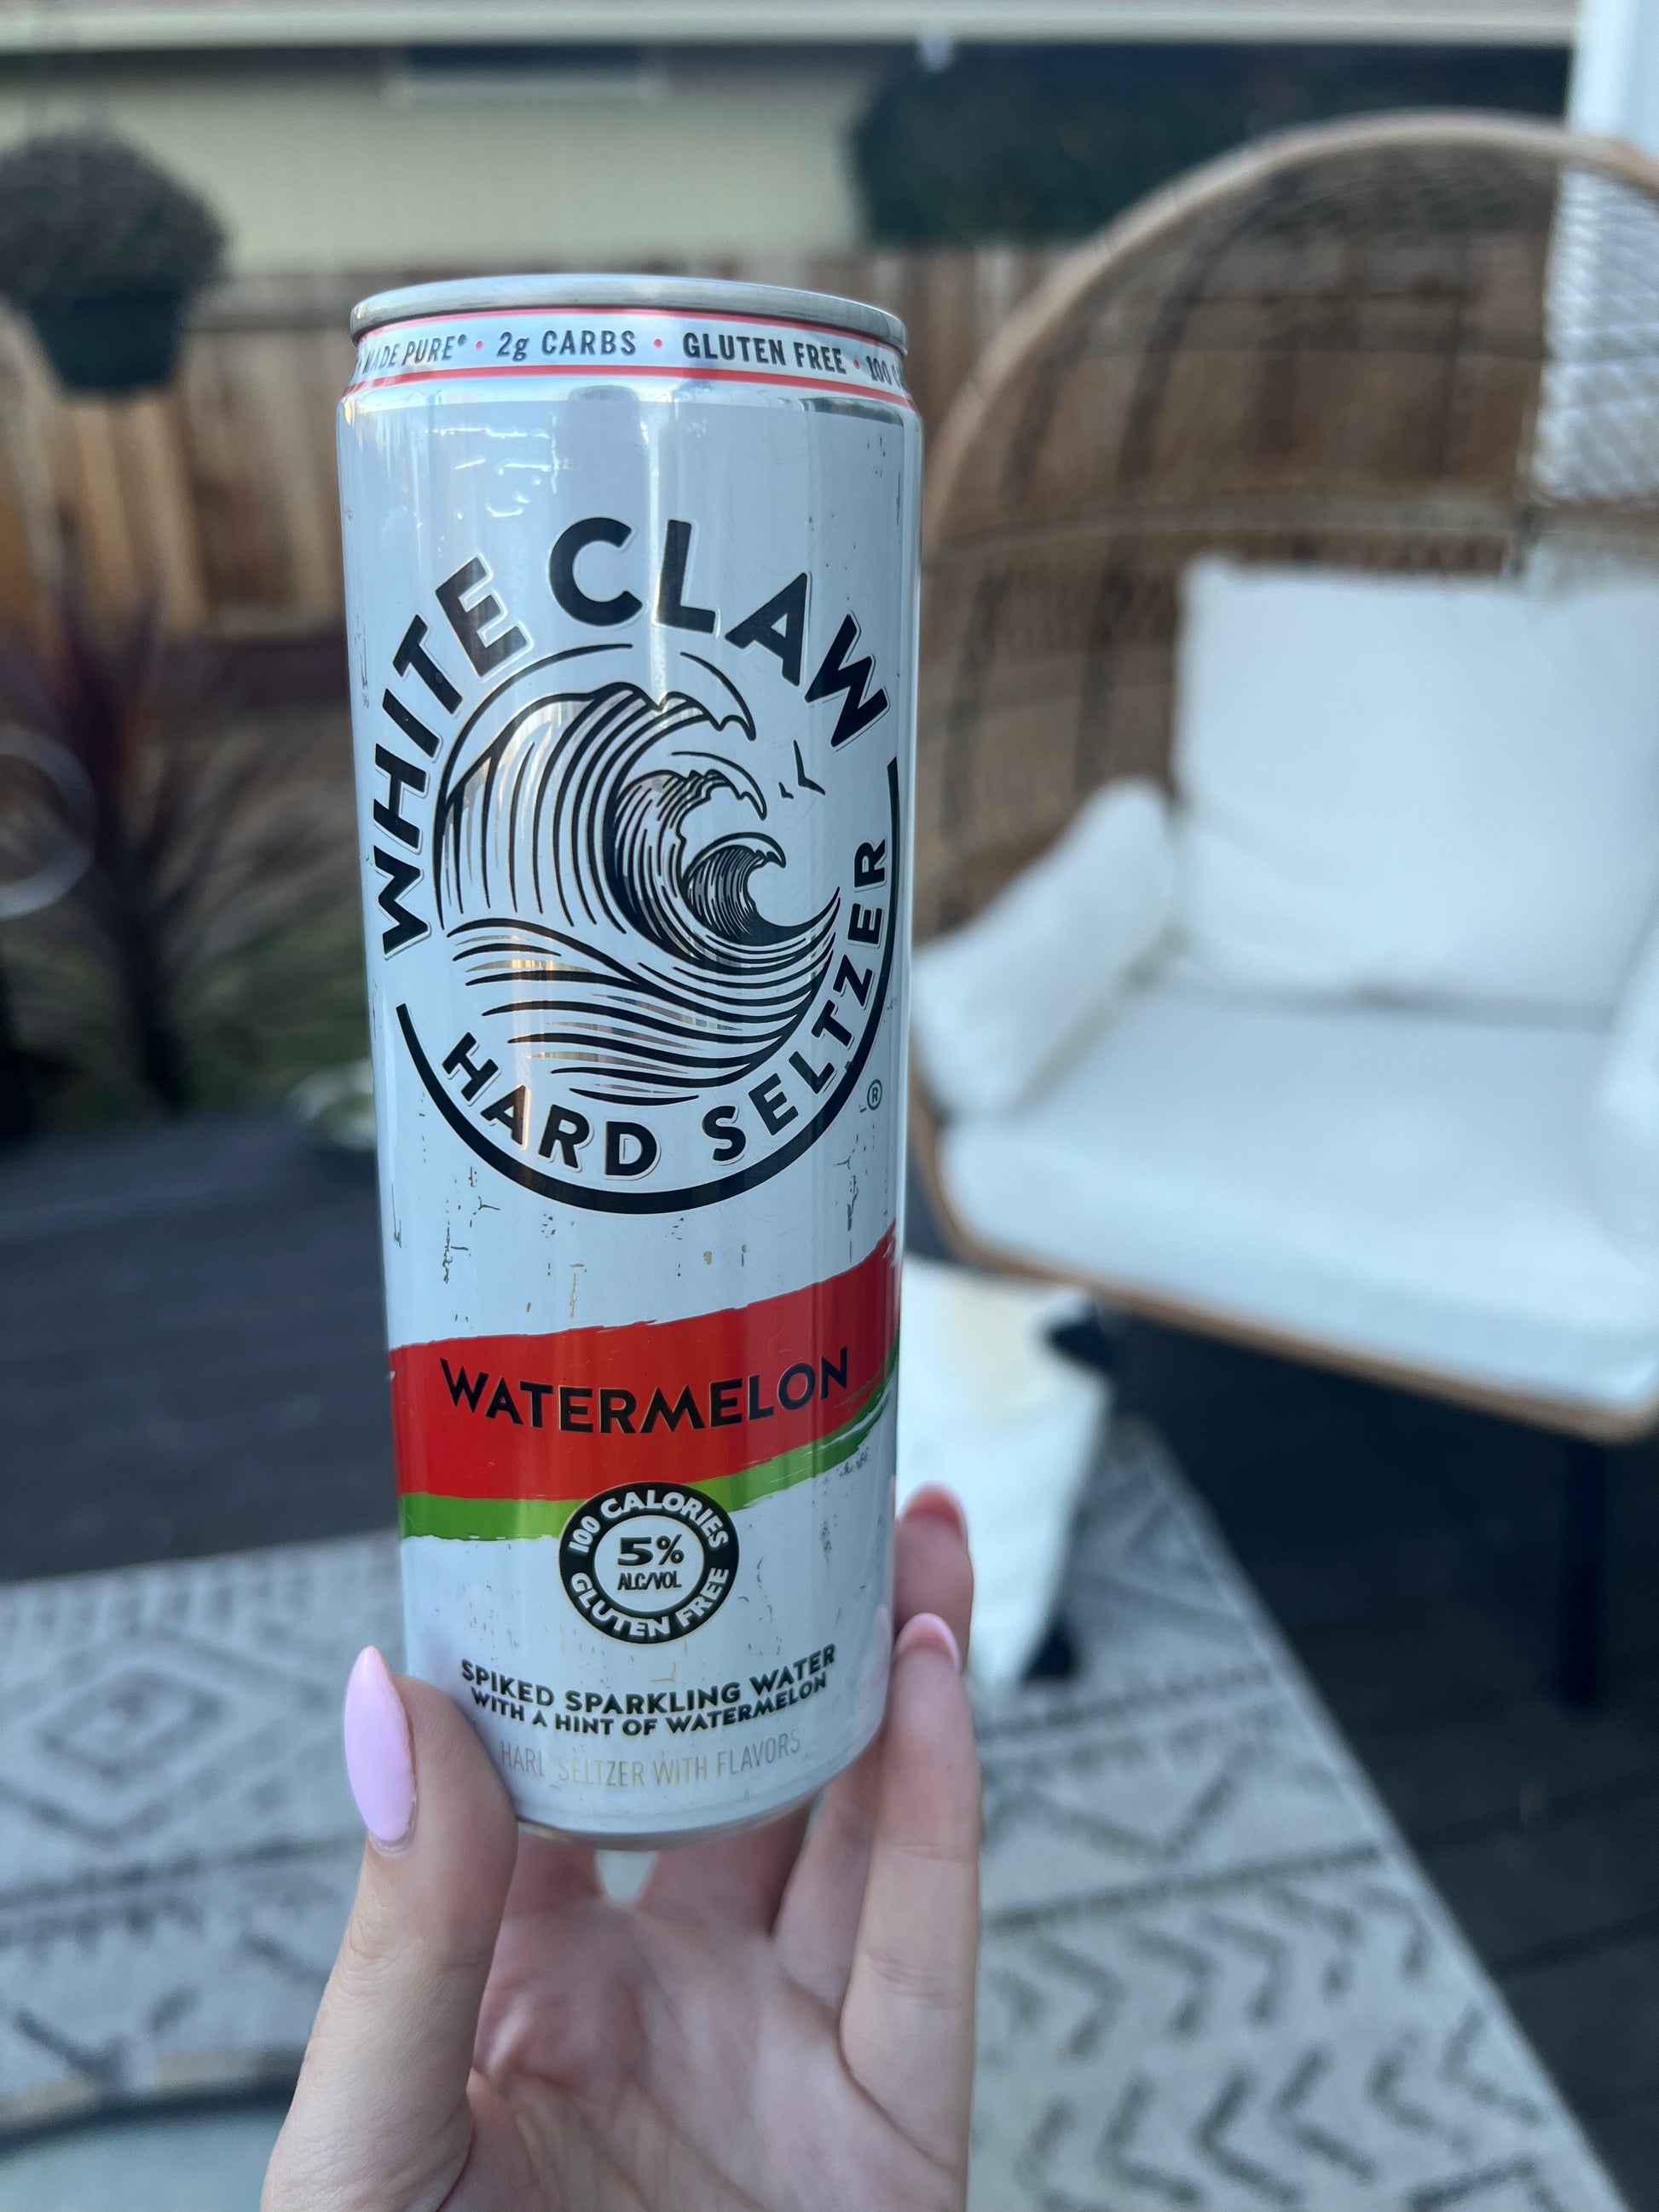 MADE PURE® • 2g CARBS • GLUTEN FREE • 100
WHITE CLAW
HARD SELTZER
®
WATERMELON
100 CALORIES
5%
ALC/VOL
GLUTEN FREE
SPIKED SPARKLING WATER
WITH A HINT OF WATERMELON
HARD SELTZER WITH FLAVORS